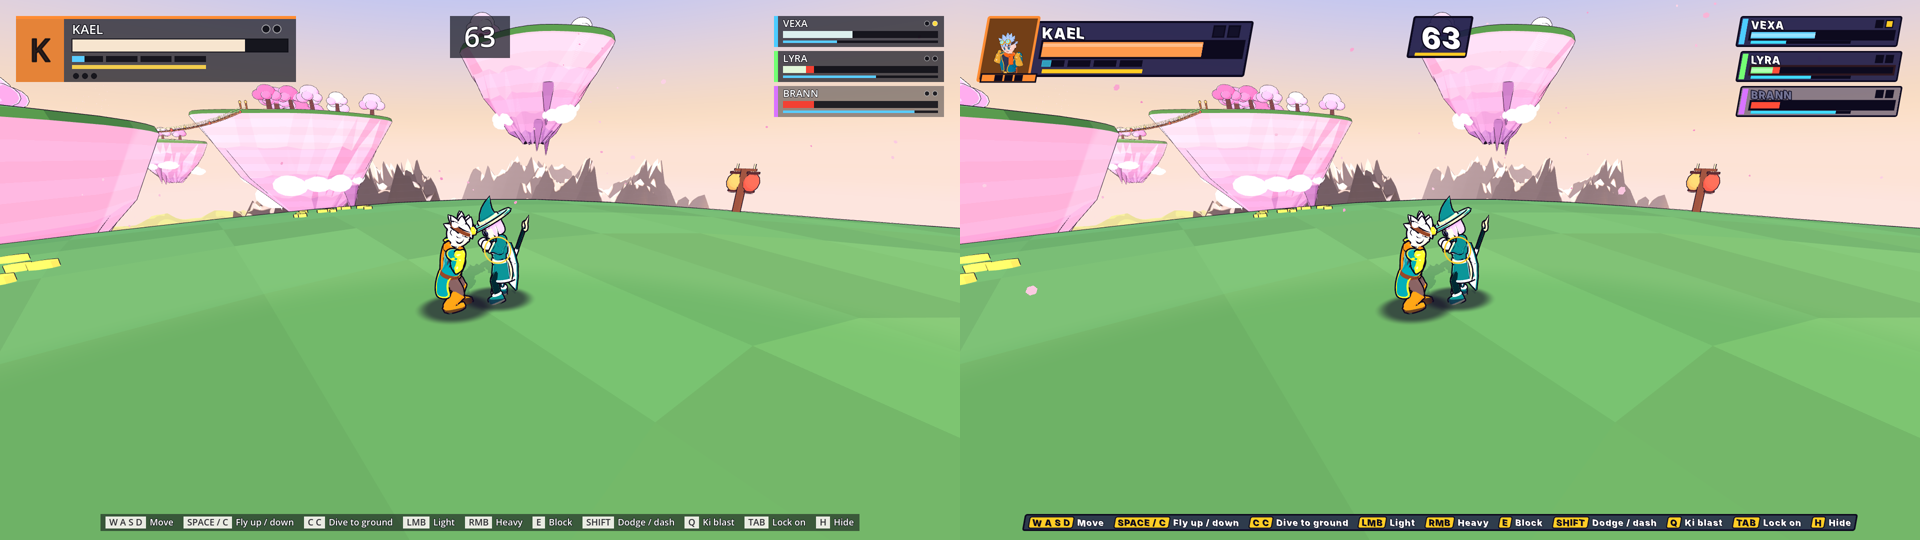 K
KAEL
63
VEXA
LYRA
BRANN
W A S D Move SPACE / C Fly up / down C C Dive to ground LMB Light RMB Heavy E Block SHIFT Dodge / dash Q Ki blast TAB Lock on H Hide
KAEL
63
VEXA
LYRA
BRANN
W A S D Move SPACE / C Fly up / down C C Dive to ground LMB Light RMB Heavy E Block SHIFT Dodge / dash Q Ki blast TAB Lock on H Hide